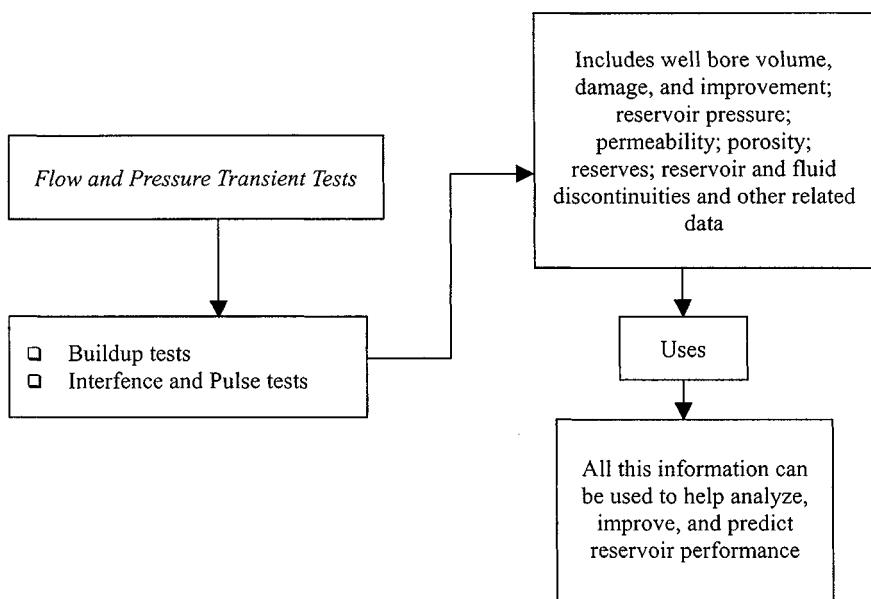 Flow and Pressure Transient Tests
Buildup tests
Interfence and Pulse tests
Includes well bore volume,
damage, and improvement;
reservoir pressure;
permeability; porosity;
reserves; reservoir and fluid
discontinuities and other related
data
Uses
All this information can
be used to help analyze,
improve, and predict
reservoir performance